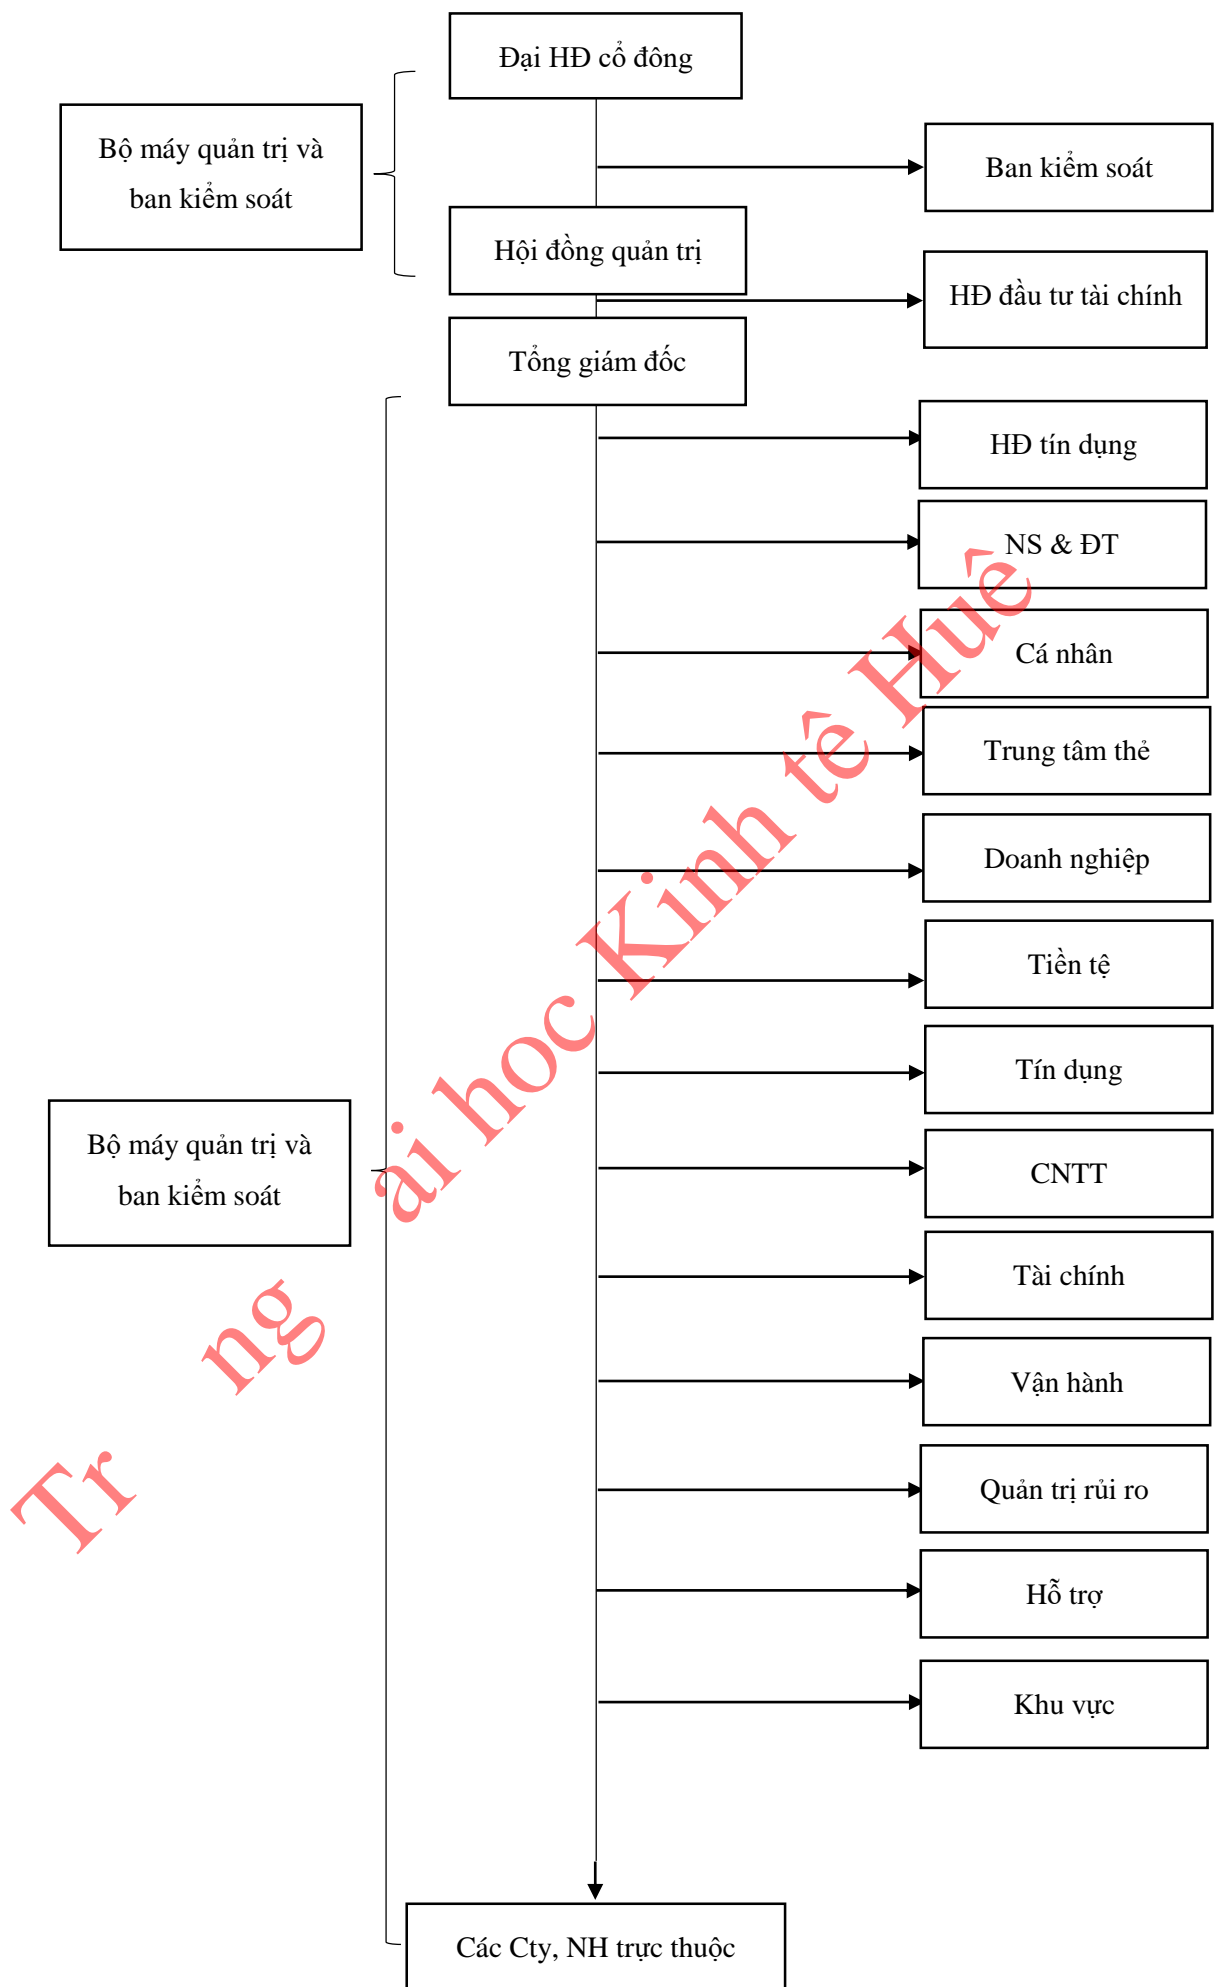 Đại HĐ cổ đông
Bộ máy quản trị và
ban kiểm soát
Ban kiểm soát
Hội đồng quản trị
HĐ đầu tư tài chính
Tổng giám đốc
HĐ tín dụng
NS & ĐT
Cá nhân
Trung tâm thẻ
Doanh nghiệp
Tiền tệ
Tín dụng
Bộ máy quản trị và
ban kiểm soát
CNTT
Tài chính
Vận hành
Quản trị rủi ro
Hỗ trợ
Khu vực
Các Cty, NH trực thuộc
Tr ng ai hoc Kinh tê Huê